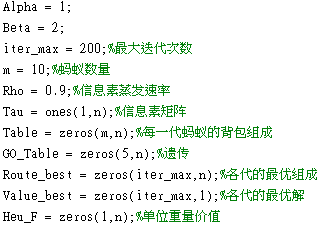 Alpha = 1;
Beta = 2;
iter_max = 200;%最大迭代次数
m = 10;%蚂蚁数量
Rho = 0.9;%信息素蒸发速率
Tau = ones(1,n);%信息素矩阵
Table = zeros(m,n);%每一代蚂蚁的背包组成
GO_Table = zeros(5,n);%遗传
Route_best = zeros(iter_max,n);%各代的最优组成
Value_best = zeros(iter_max,1);%各代的最优解
Heu_F = zeros(1,n);%单位重量价值